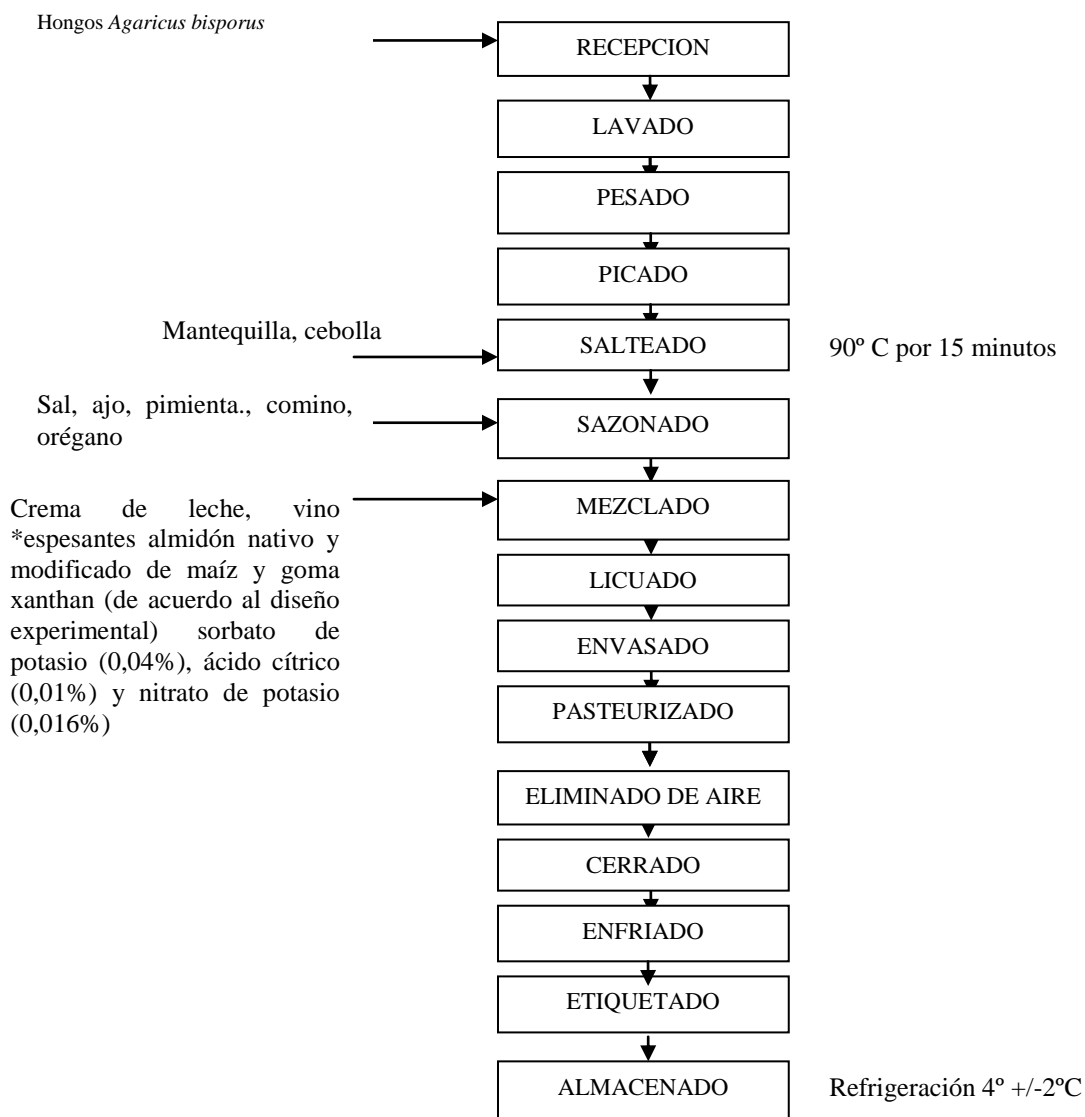 Hongos Agaricus bisporus
RECEPCION
LAVADO
PESADO
PICADO
Mantequilla, cebolla
SALTEADO
90º C por 15 minutos
Sal, ajo, pimienta., comino,
orégano
SAZONADO
Crema de leche, vino
*espesantes almidón nativo y
modificado de maíz y goma
xanthan (de acuerdo al diseño
experimental) sorbato de
potasio (0,04%), ácido cítrico
(0,01%) y nitrato de potasio
(0,016%)
MEZCLADO
LICUADO
ENVASADO
PASTEURIZADO
ELIMINADO DE AIRE
CERRADO
ENFRIADO
ETIQUETADO
ALMACENADO
Refrigeración 4º +/-2ºC